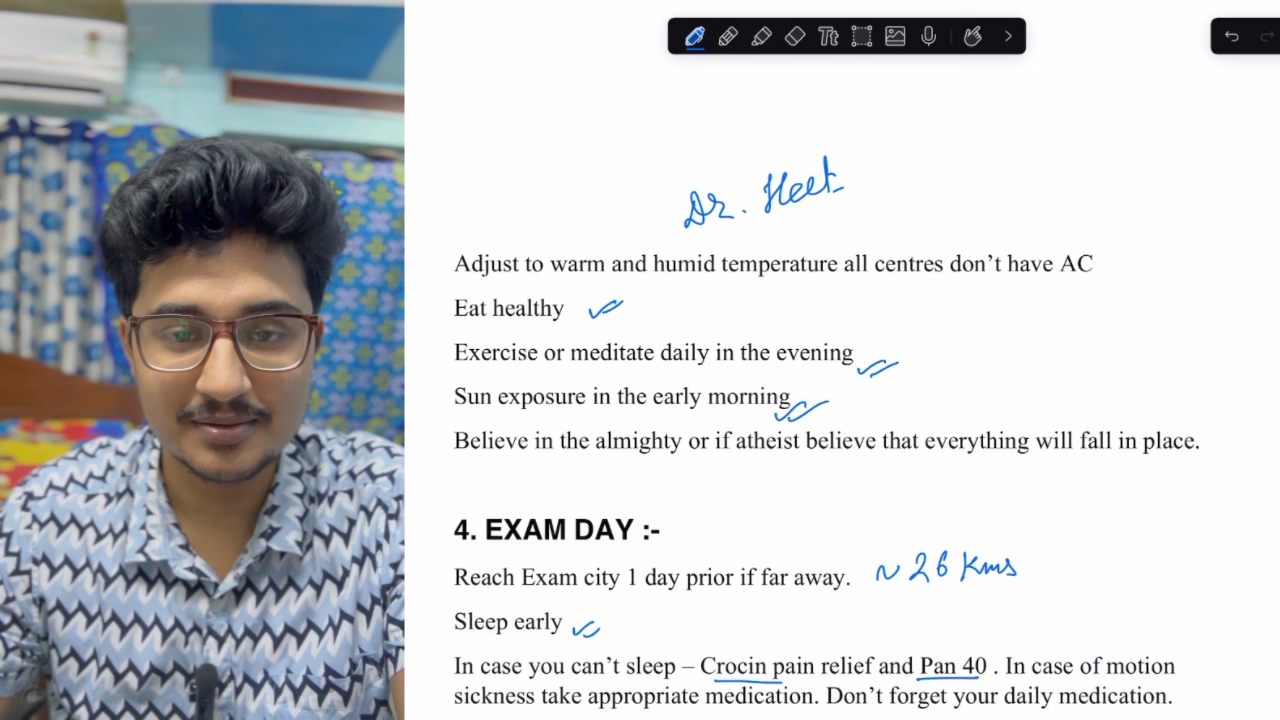 Dr. Heet
Adjust to warm and humid temperature all centres don’t have AC
Eat healthy
Exercise or meditate daily in the evening
Sun exposure in the early morning
Believe in the almighty or if atheist believe that everything will fall in place.
4. EXAM DAY :-
Reach Exam city 1 day prior if far away. ~ 26 Kms
Sleep early
In case you can’t sleep – Crocin pain relief and Pan 40 . In case of motion
sickness take appropriate medication. Don’t forget your daily medication.